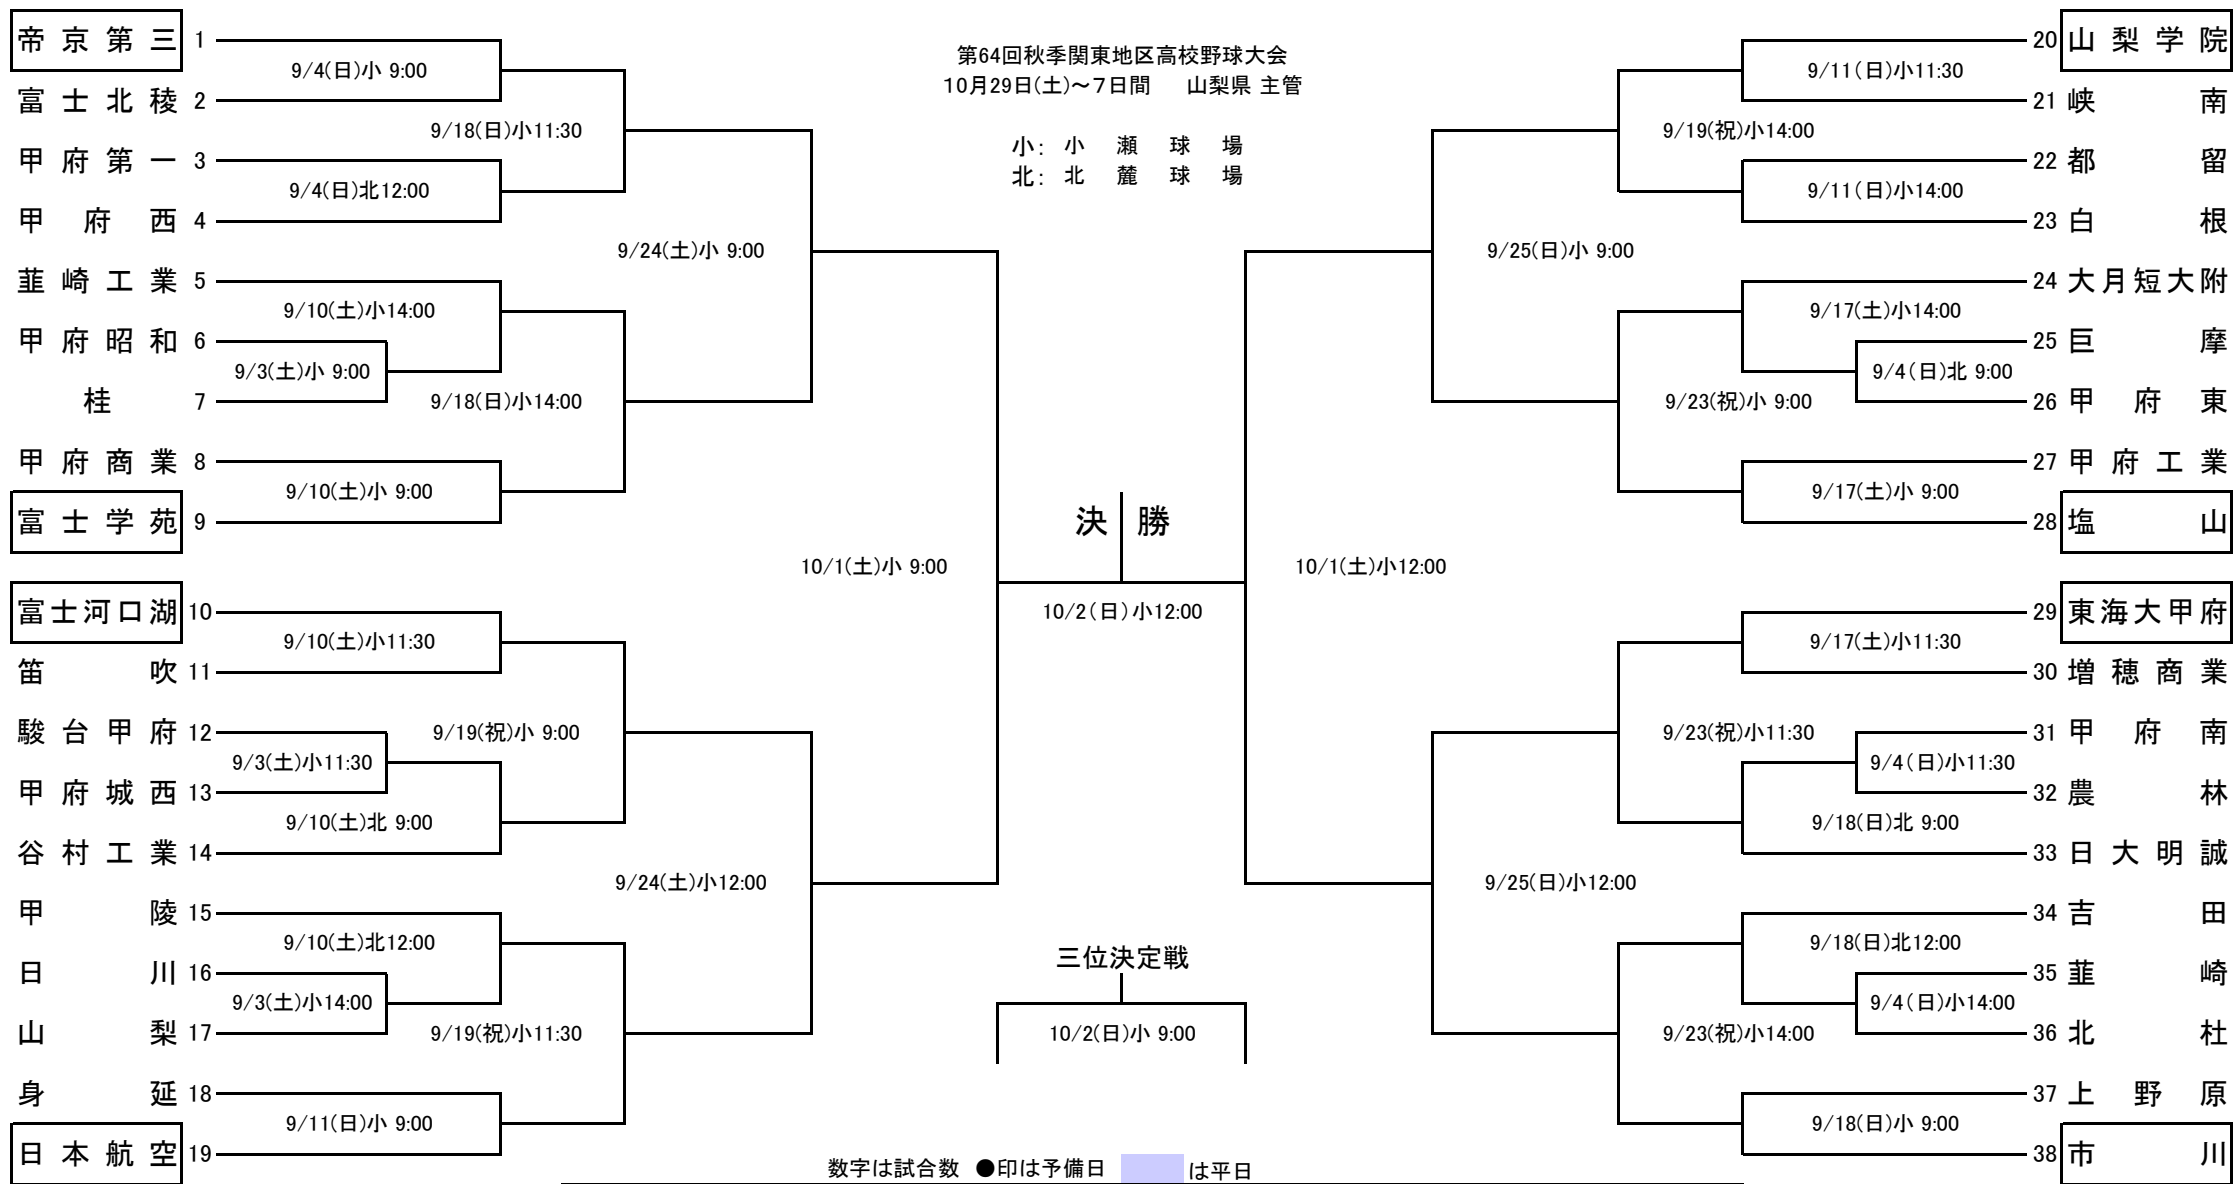 第64回秋季関東地区高校野球大会
10月29日(土)～7日間 山梨県 主管
小: 小瀬球場
北: 北麓球場
帝京第三 1
9/4(日)小 9:00
富士北稜 2
9/18(日)小11:30
甲府第一 3
9/4(日)北12:00
甲府西 4
9/24(土)小 9:00
韮崎工業 5
9/10(土)小14:00
甲府昭和 6
9/3(土)小 9:00
桂 7
9/18(日)小14:00
甲府商業 8
9/10(土)小 9:00
富士学苑 9
10/1(土)小 9:00
富士河口湖 10
9/10(土)小11:30
笛吹 11
駿台甲府 12
9/19(祝)小 9:00
9/3(土)小11:30
甲府城西 13
9/10(土)北 9:00
谷村工業 14
9/24(土)小12:00
甲陵 15
9/10(土)北12:00
日川 16
9/3(土)小14:00
山梨 17
9/19(祝)小11:30
身延 18
9/11(日)小 9:00
日本航空 19
決勝
10/2(日)小12:00
三位決定戦
10/2(日)小 9:00
20 山梨学院
9/11(日)小11:30
21 峡南
9/19(祝)小14:00
22 都留
9/11(日)小14:00
23 白根
9/25(日)小 9:00
24 大月短大附
9/17(土)小14:00
25 巨摩
9/4(日)北 9:00
26 甲府東
9/23(祝)小 9:00
27 甲府工業
9/17(土)小 9:00
28 塩山
10/1(土)小12:00
29 東海大甲府
9/17(土)小11:30
30 増穂商業
9/23(祝)小11:30
31 甲府南
9/4(日)小11:30
32 農林
9/18(日)北 9:00
33 日大明誠
9/25(日)小12:00
34 吉田
9/18(日)北12:00
35 韮崎
9/4(日)小14:00
36 北杜
9/23(祝)小14:00
37 上野原
9/18(日)小 9:00
38 市川
数字は試合数 ●印は予備日 は平日